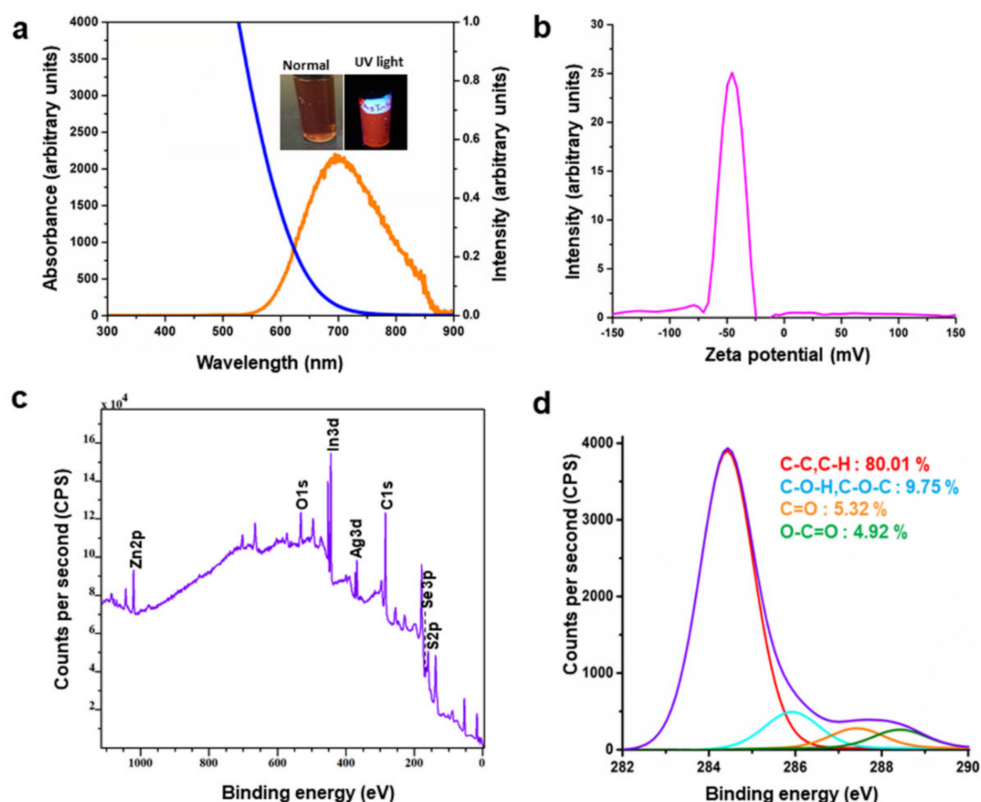 a
Absorbance (arbitrary units)
4000
3500
3000
2500
2000
1500
1000
500
0
300
400
500
600
700
800
900
Wavelength (nm)
1.0
0.8
0.6
0.4
0.2
0.0
Intensity (arbitrary units)
Normal
UV light
b
Intensity (arbitrary units)
30
25
20
15
10
5
0
-150
-100
-50
0
50
100
150
Zeta potential (mV)
c
x 10⁴
Counts per second (CPS)
16
14
12
10
8
6
4
2
Zn2p
O1s
In3d
Ag3d
C1s
Se3p
S2p
1000
800
600
400
200
0
Binding energy (eV)
d
Counts per second (CPS)
4000
3000
2000
1000
0
C-C,C-H : 80.01 %
C-O-H,C-O-C : 9.75 %
C=O : 5.32 %
O-C=O : 4.92 %
282
284
286
288
290
Binding energy (eV)